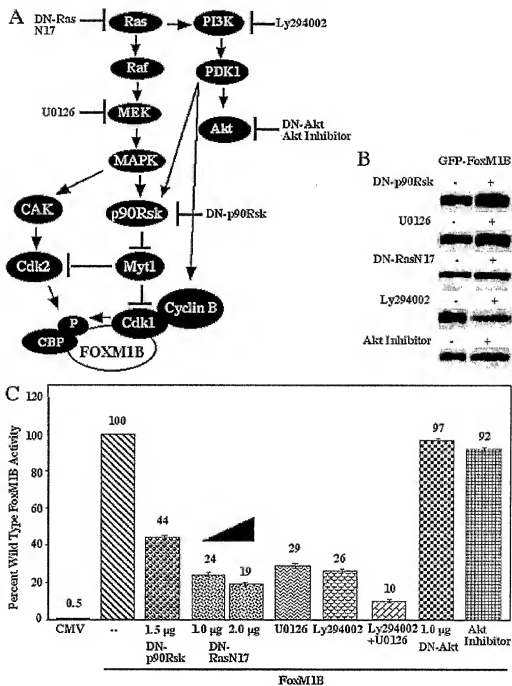 A
DN-Ras
N17
Ras
PI3K
Ly294002
Raf
PDK1
U0126
MEK
Akt
DN-Akt
Akt Inhibitor
MAPK
CAK
p90Rsk
DN-p90Rsk
Cdk2
Myt1
Cdk1
Cyclin B
P
CBP
FOXM1B
B
GFP-FoxM1B
DN-p90Rsk - +
U0126 - +
DN-RasN17 - +
Ly294002 - +
Akt Inhibitor - +
C
Percent Wild Type FoxM1B Activity
120
100
80
60
40
20
0
0.5
100
44
24
19
29
26
10
97
92
CMV
--
1.5 µg
DN-
p90Rsk
1.0 µg
2.0 µg
DN-
RasN17
U0126
Ly394002
Ly294002
+U0126
1.0 µg
DN-Akt
Akt
Inhibitor
FoxM1B